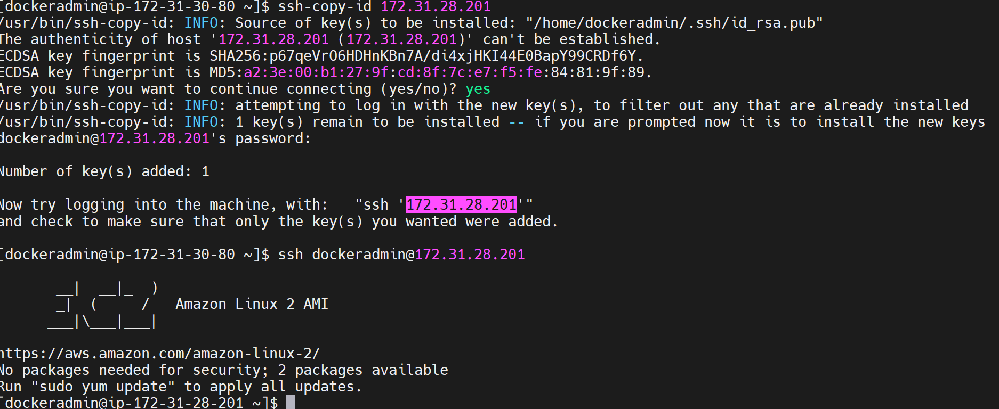 [dockeradmin@ip-172-31-30-80 ~]$ ssh-copy-id 172.31.28.201
/usr/bin/ssh-copy-id: INFO: Source of key(s) to be installed: "/home/dockeradmin/.ssh/id_rsa.pub"
The authenticity of host '172.31.28.201 (172.31.28.201)' can't be established.
ECDSA key fingerprint is SHA256:p67qeVrO6HDHnKBn7A/di4xjHKI44E0BapY99CRDf6Y.
ECDSA key fingerprint is MD5:a2:3e:00:b1:27:9f:cd:8f:7c:e7:f5:fe:84:81:9f:89.
Are you sure you want to continue connecting (yes/no)? yes
/usr/bin/ssh-copy-id: INFO: attempting to log in with the new key(s), to filter out any that are already installed
/usr/bin/ssh-copy-id: INFO: 1 key(s) remain to be installed -- if you are prompted now it is to install the new keys
dockeradmin@172.31.28.201's password:
Number of key(s) added: 1
Now try logging into the machine, with:   "ssh '172.31.28.201'"
and check to make sure that only the key(s) you wanted were added.
[dockeradmin@ip-172-31-30-80 ~]$ ssh dockeradmin@172.31.28.201
       __|  __|_  )
       _|  (     /   Amazon Linux 2 AMI
      ___|\___|___|
https://aws.amazon.com/amazon-linux-2/
No packages needed for security; 2 packages available
Run "sudo yum update" to apply all updates.
[dockeradmin@ip-172-31-28-201 ~]$